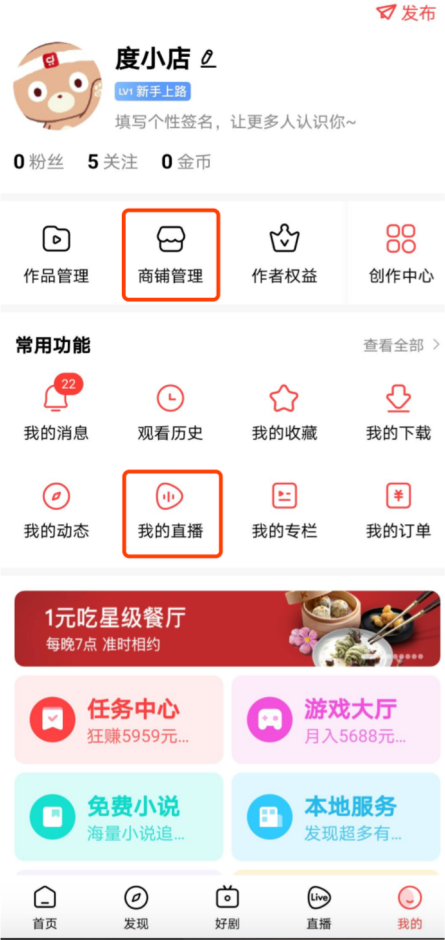 发布
度小店
LV1 新手上路
填写个性签名，让更多人认识你~
0 粉丝 5 关注 0 金币
作品管理 商铺管理 作者权益 创作中心
常用功能 查看全部
22
我的消息 观看历史 我的收藏 我的下载
我的动态 我的直播 我的专栏 我的订单
1元吃星级餐厅
每晚7点 准时相约
任务中心 游戏大厅
狂赚5959元... 月入5688元...
免费小说 本地服务
海量小说追... 发现超多有...
Live
首页 发现 好剧 直播 我的